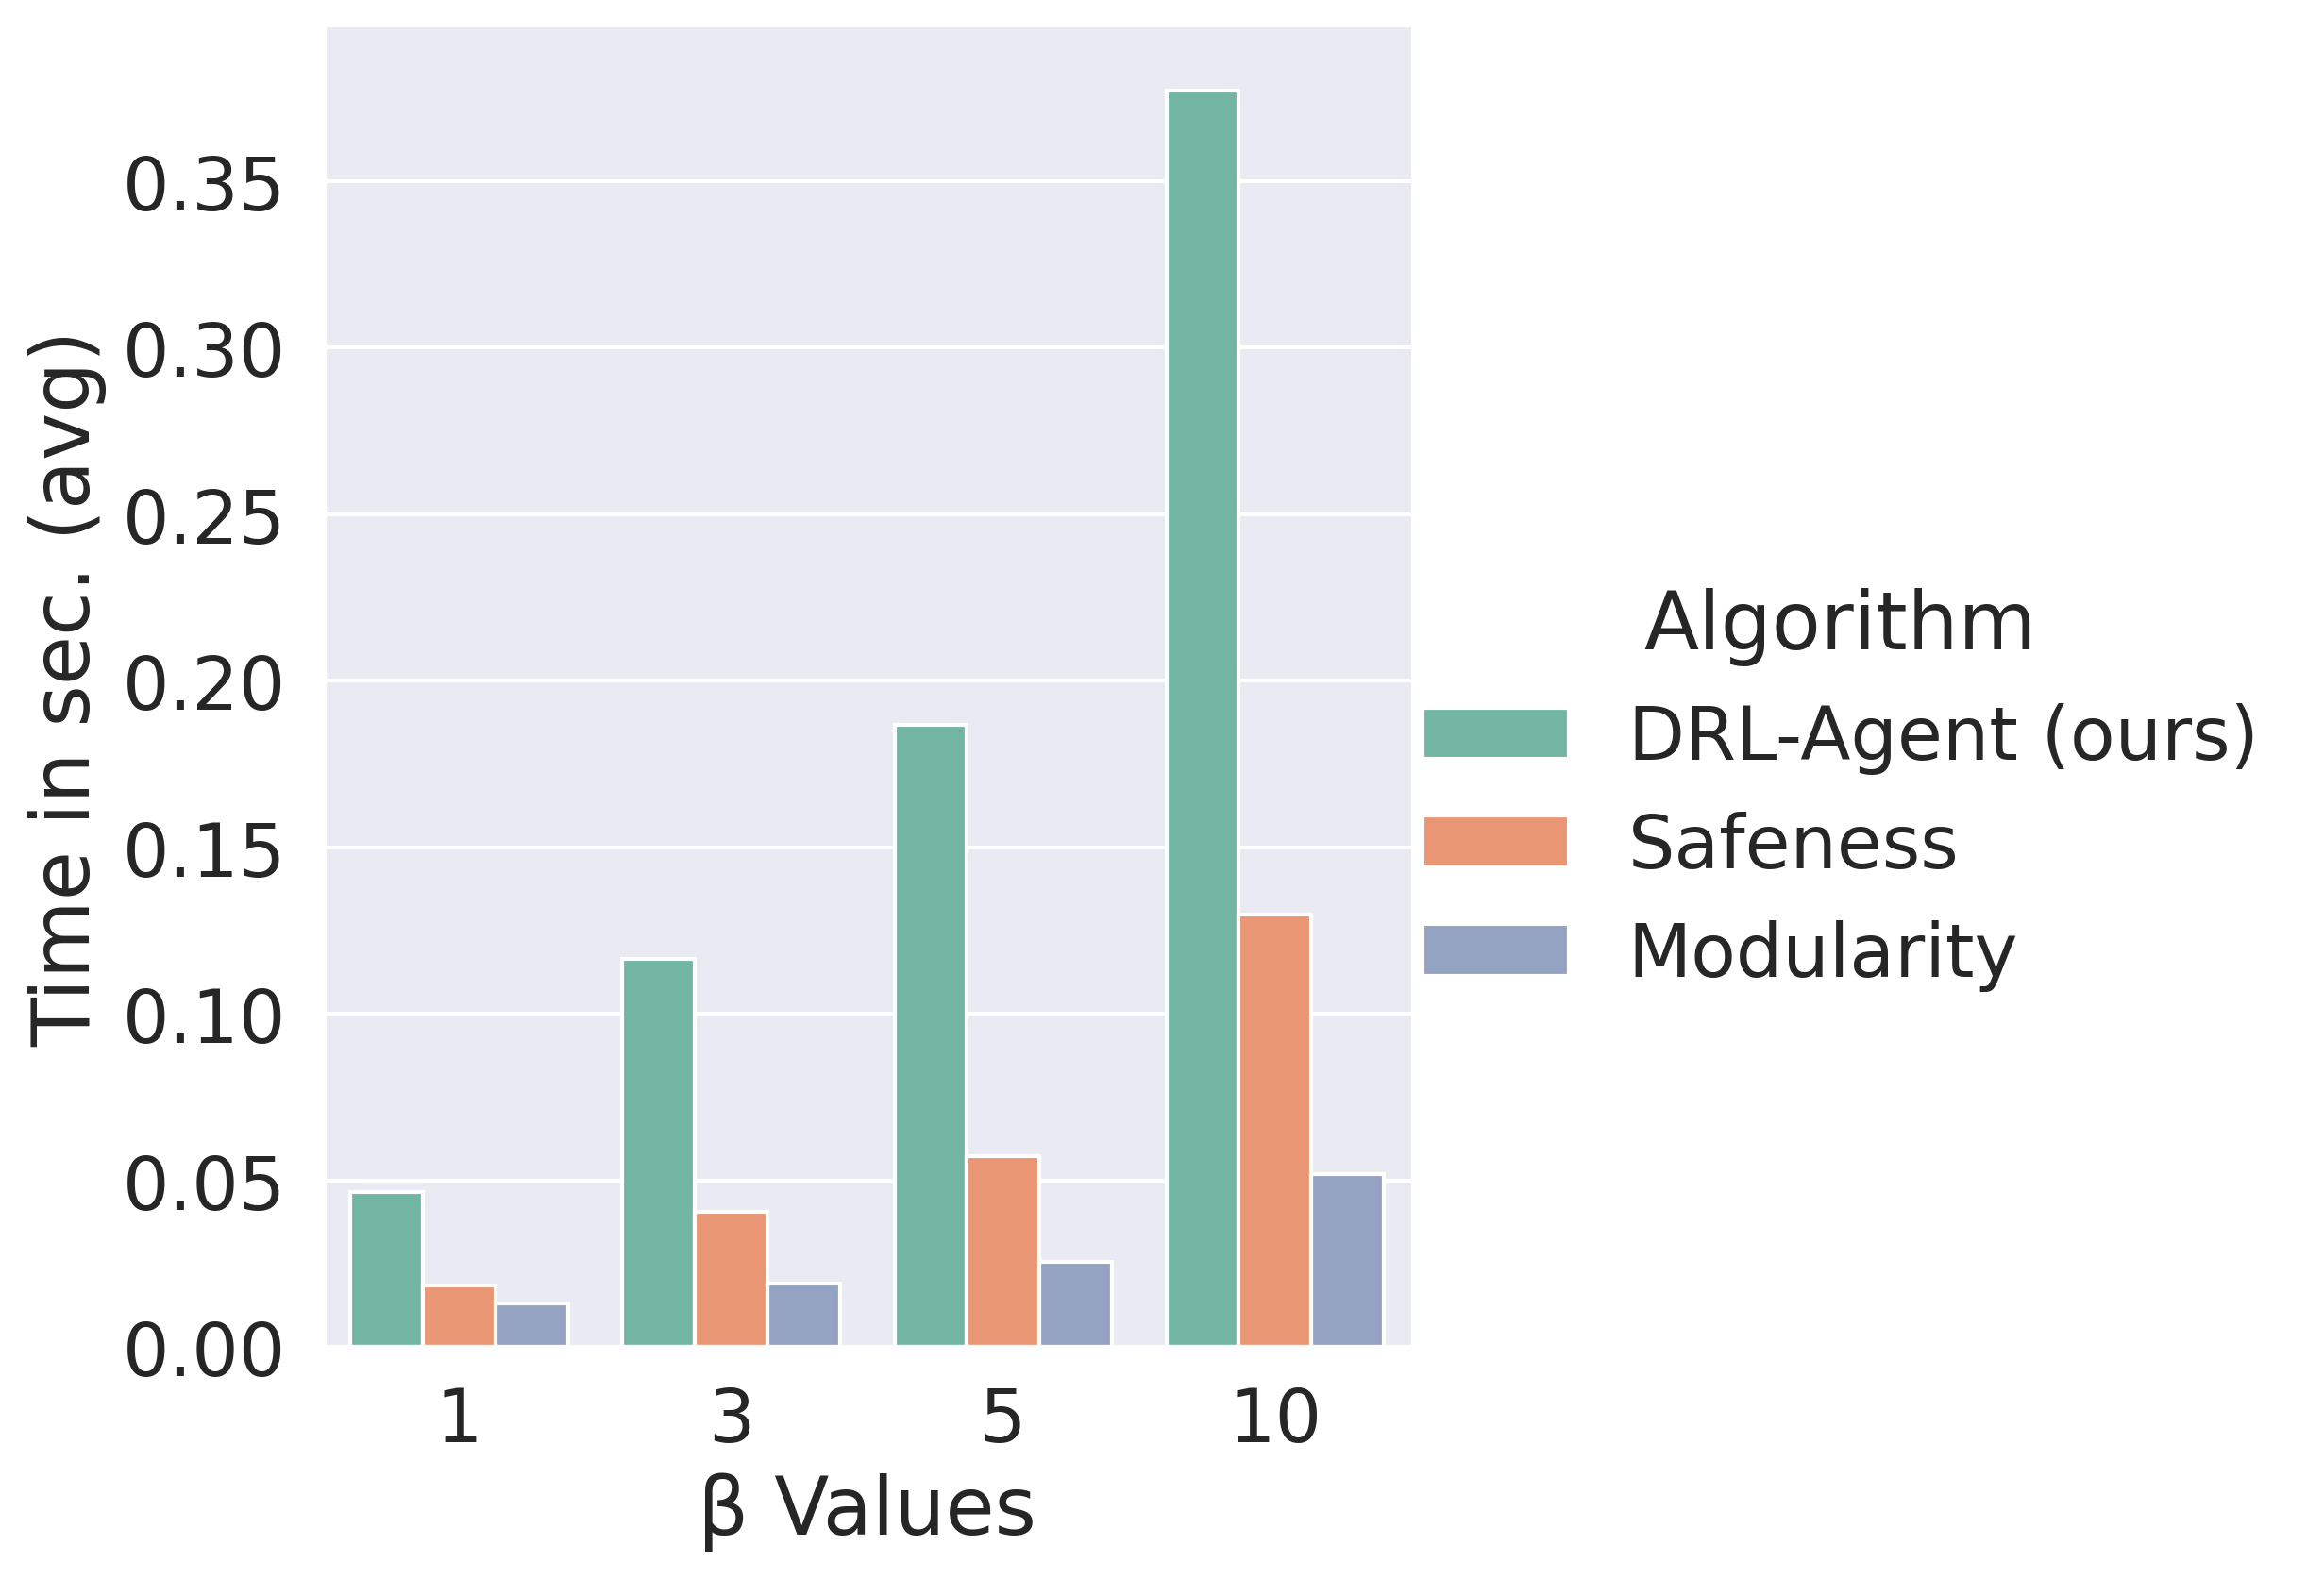 Time in sec. (avg)
0.35
0.30
0.25
0.20
0.15
0.10
0.05
0.00
1 3 5 10
β Values
Algorithm
DRL-Agent (ours)
Safeness
Modularity